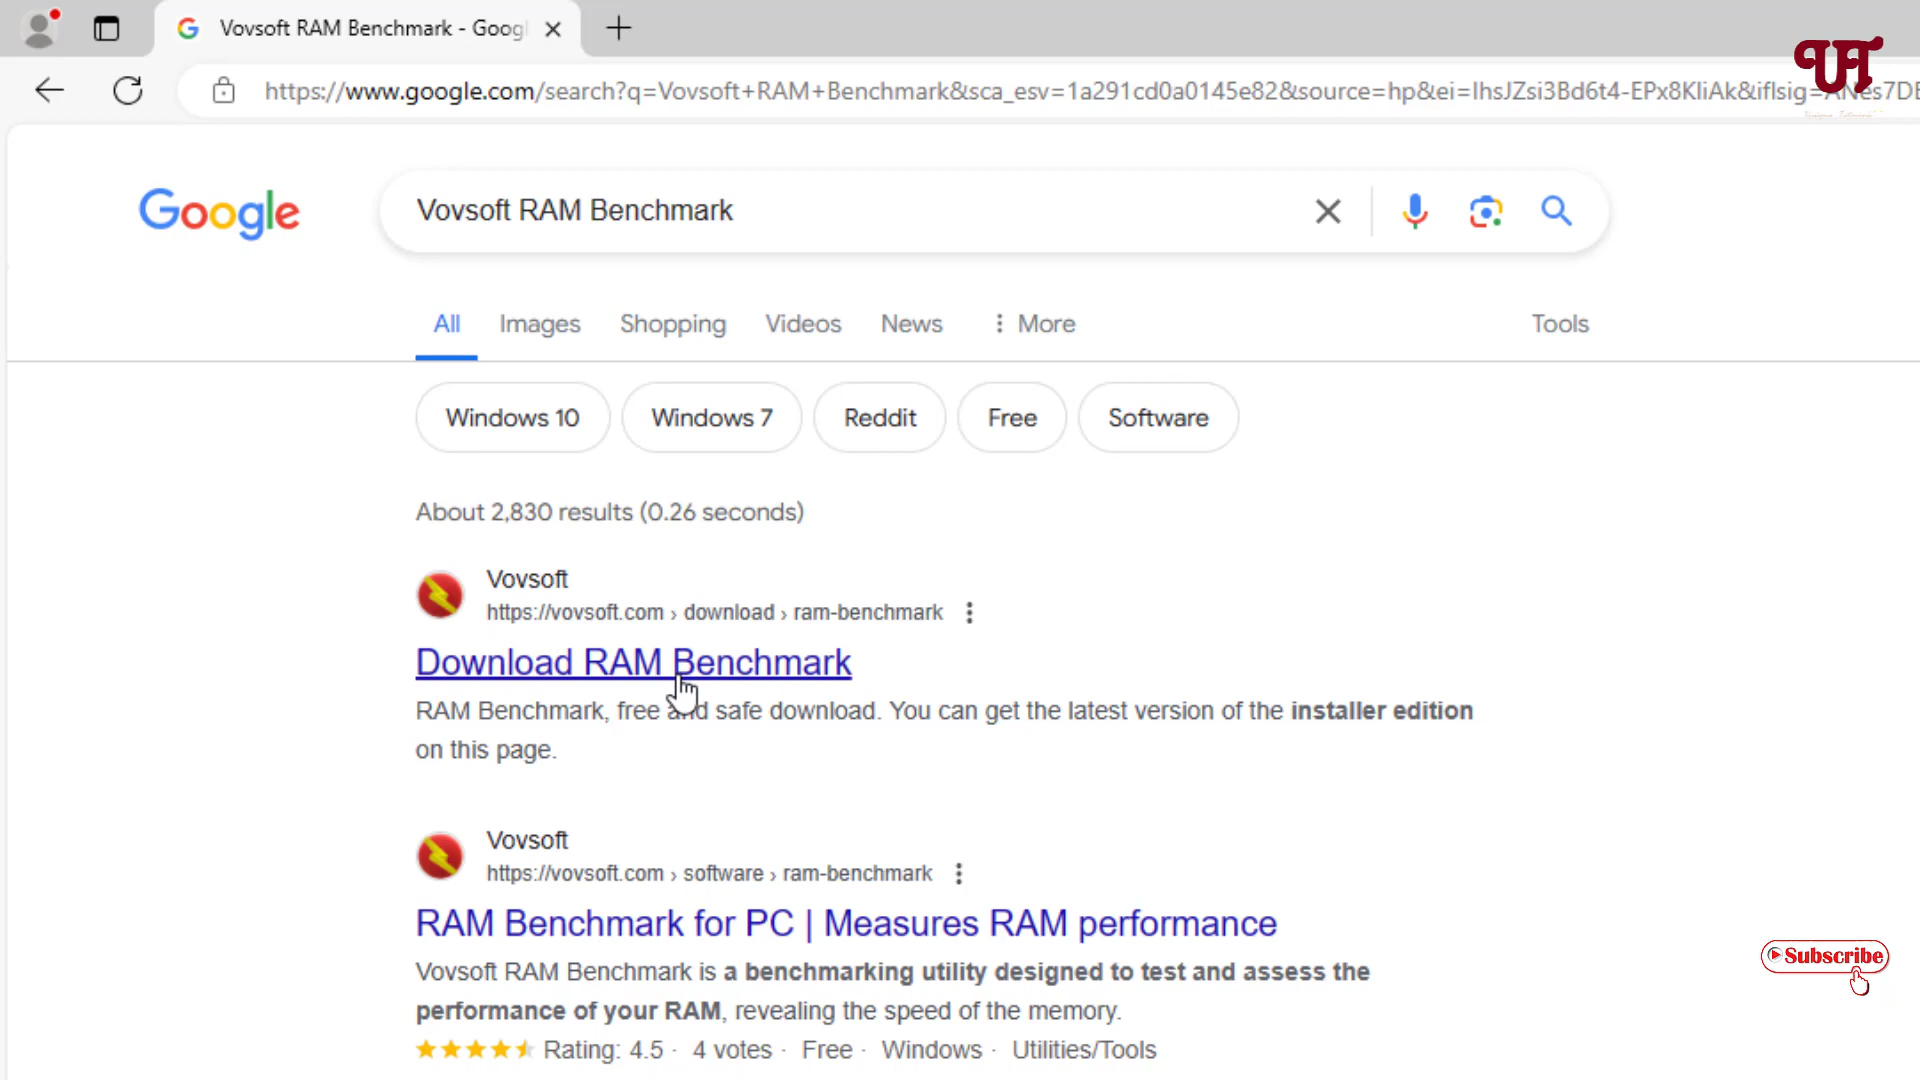 Vovsoft RAM Benchmark - Goog
UT
https://www.google.com/search?q=Vovsoft+RAM+Benchmark&sca_esv=1a291cd0a0145e82&source=hp&ei=IhsJZsi3Bd6t4-EPx8KIiAk&iflsig=ANes7DE
Google
Vovsoft RAM Benchmark
All Images Shopping Videos News More Tools
Windows 10 Windows 7 Reddit Free Software
About 2,830 results (0.26 seconds)
Vovsoft
https://vovsoft.com › download › ram-benchmark
Download RAM Benchmark
RAM Benchmark, free and safe download. You can get the latest version of the installer edition
on this page.
Vovsoft
https://vovsoft.com › software › ram-benchmark
RAM Benchmark for PC | Measures RAM performance
Vovsoft RAM Benchmark is a benchmarking utility designed to test and assess the
performance of your RAM, revealing the speed of the memory.
Rating: 4.5 · 4 votes · Free · Windows · Utilities/Tools
Subscribe